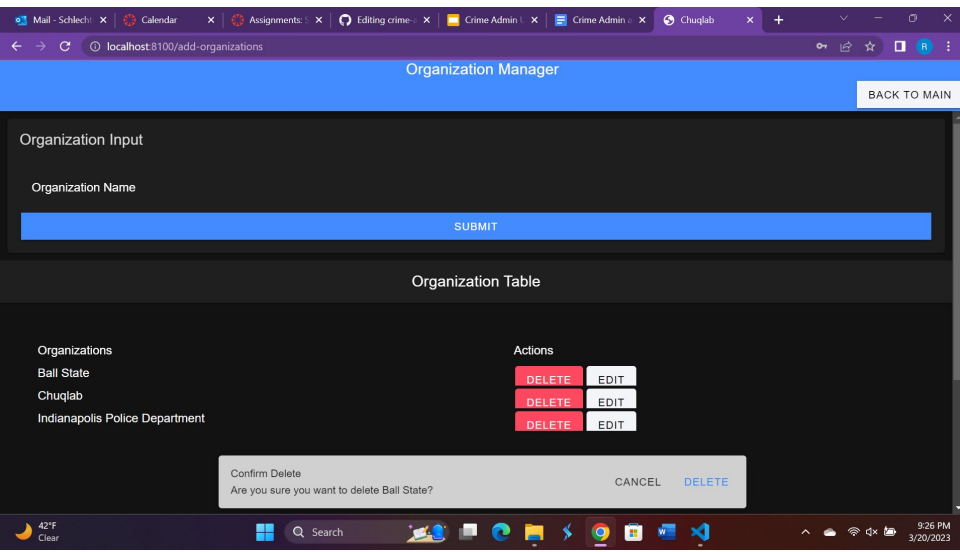 Mail - Schlecht
Calendar
Assignments: S
Editing crime-a
Crime Admin U
Crime Admin a
Chuqlab
localhost:8100/add-organizations
R
Organization Manager
BACK TO MAIN
Organization Input
Organization Name
SUBMIT
Organization Table
Organizations Actions
Ball State DELETE EDIT
Chuqlab DELETE EDIT
Indianapolis Police Department DELETE EDIT
Confirm Delete
Are you sure you want to delete Ball State?
CANCEL DELETE
42°F
Clear
Search
9:26 PM
3/20/2023